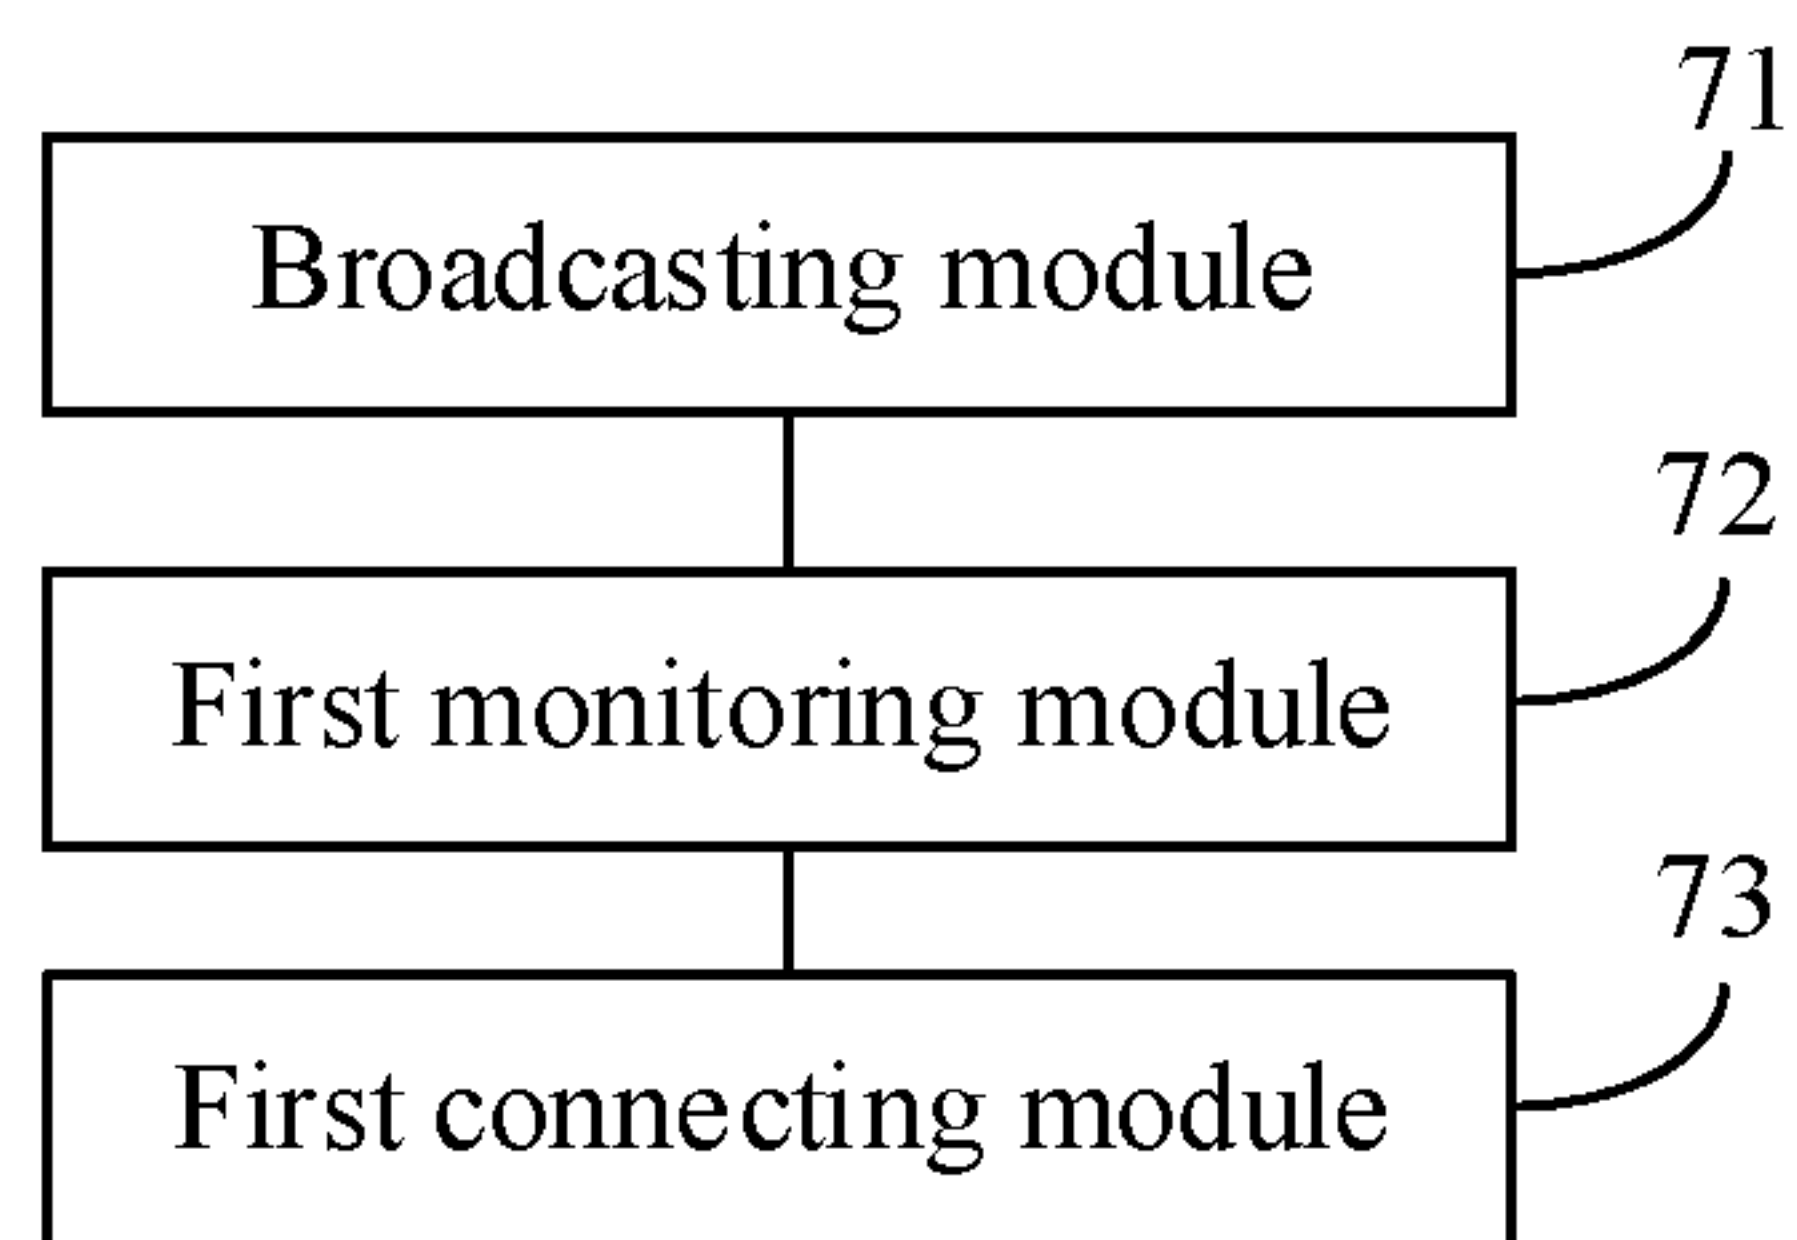 71
Broadcasting module
72
First monitoring module
73
First connecting module